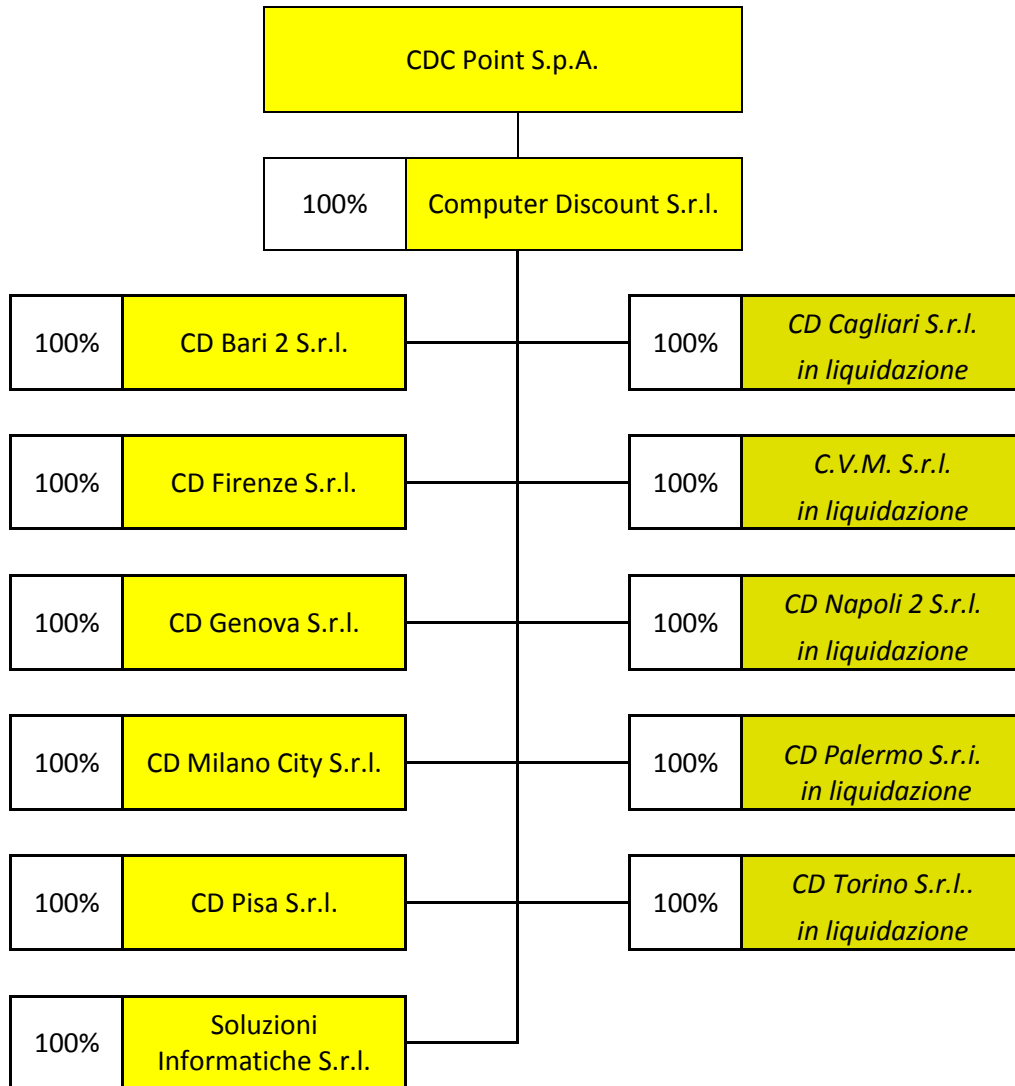 CDC Point S.p.A.
100%
Computer Discount S.r.l.
100%
CD Bari 2 S.r.l.
100%
CD Cagliari S.r.l.
in liquidazione
100%
CD Firenze S.r.l.
100%
C.V.M. S.r.l.
in liquidazione
100%
CD Genova S.r.l.
100%
CD Napoli 2 S.r.l.
in liquidazione
100%
CD Milano City S.r.l.
100%
CD Palermo S.r.i.
in liquidazione
100%
CD Pisa S.r.l.
100%
CD Torino S.r.l..
in liquidazione
100%
Soluzioni
Informatiche S.r.l.